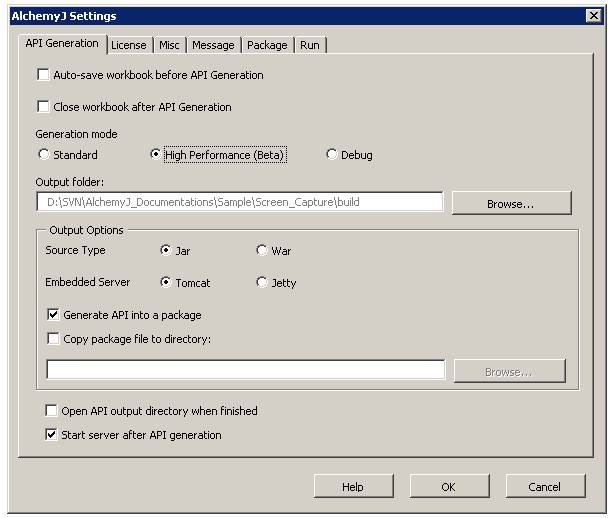 AlchemyJ Settings
API Generation License Misc Message Package Run
Auto-save workbook before API Generation
Close workbook after API Generation
Generation mode
Standard High Performance (Beta) Debug
Output folder:
D:\SVN\AlchemyJ_Documentations\Sample\Screen_Capture\build Browse...
Output Options
Source Type Jar War
Embedded Server Tomcat Jetty
Generate API into a package
Copy package file to directory:
Browse...
Open API output directory when finished
Start server after API generation
Help OK Cancel